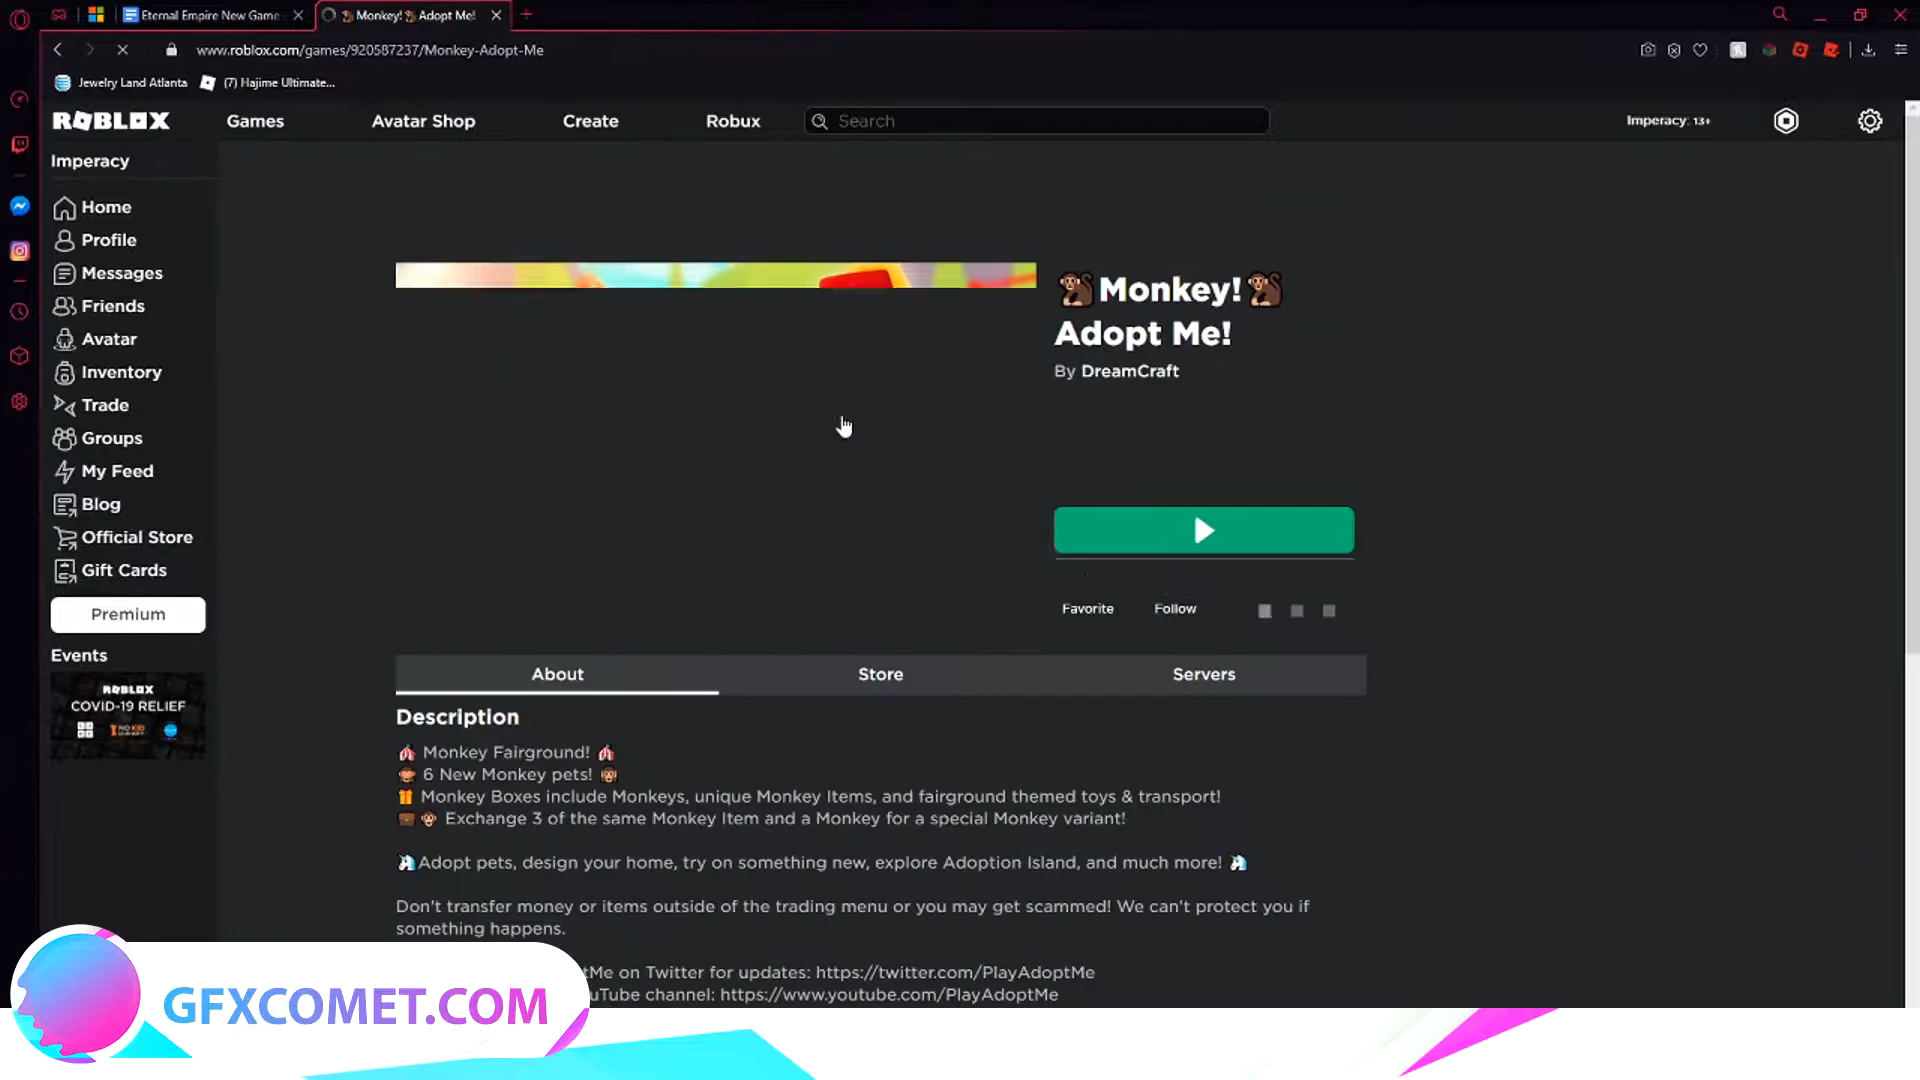 Eternal Empire New Game
Monkey! Adopt Me!
www.roblox.com/games/920587237/Monkey-Adopt-Me
Jewelry Land Atlanta
(7) Hajime Ultimate...
ROBLOX
Games
Avatar Shop
Create
Robux
Search
Imperacy: 13+
Imperacy
Home
Profile
Messages
Friends
Avatar
Inventory
Trade
Groups
My Feed
Blog
Official Store
Gift Cards
Premium
Events
ROBLOX
COVID-19 RELIEF
Monkey!
Adopt Me!
By DreamCraft
Favorite
Follow
About
Store
Servers
Description
Monkey Fairground!
6 New Monkey pets!
Monkey Boxes include Monkeys, unique Monkey Items, and fairground themed toys & transport!
Exchange 3 of the same Monkey Item and a Monkey for a special Monkey variant!
Adopt pets, design your home, try on something new, explore Adoption Island, and much more!
Don't transfer money or items outside of the trading menu or you may get scammed! We can't protect you if
something happens.
tMe on Twitter for updates: https://twitter.com/PlayAdoptMe
uTube channel: https://www.youtube.com/PlayAdoptMe
GFXCOMET.COM